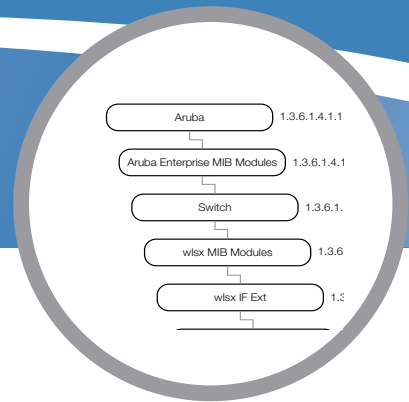 Aruba 1.3.6.1.4.1.1
Aruba Enterprise MIB Modules 1.3.6.1.4.1
Switch 1.3.6.1.
wlsx MIB Modules 1.3.6
wlsx IF Ext 1.3